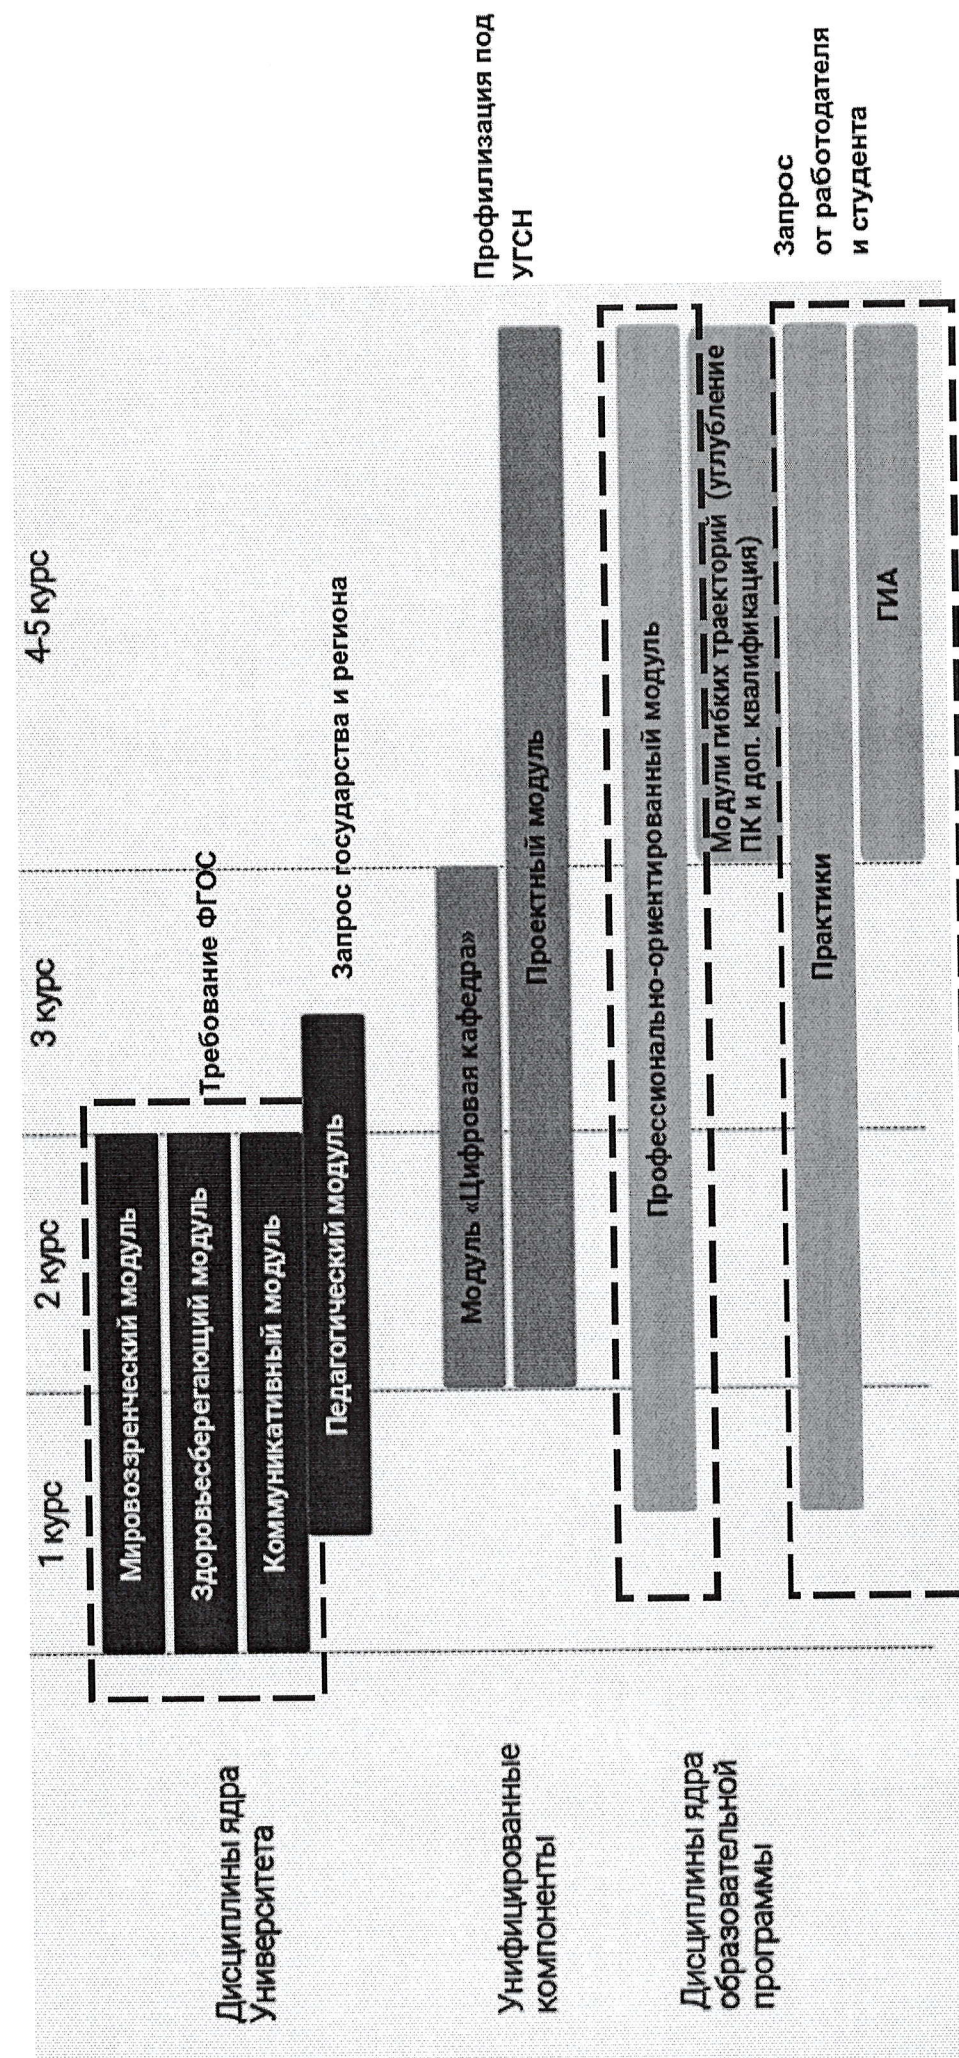 1 курс
2 курс
3 курс
4-5 курс
Дисциплины ядра
Университета
Мировоззренческий модуль
Здоровьесберегающий модуль
Коммуникативный модуль
Педагогический модуль
Требование ФГОС
Запрос государства и региона
Унифицированные
компоненты
Модуль «Цифровая кафедра»
Проектный модуль
Профилизация под
УГСН
Дисциплины ядра
образовательной
программы
Профессионально-ориентированный модуль
Модули гибких траекторий (углубление
ПК и доп. квалификация)
Практики
ГИА
Запрос
от работодателя
и студента